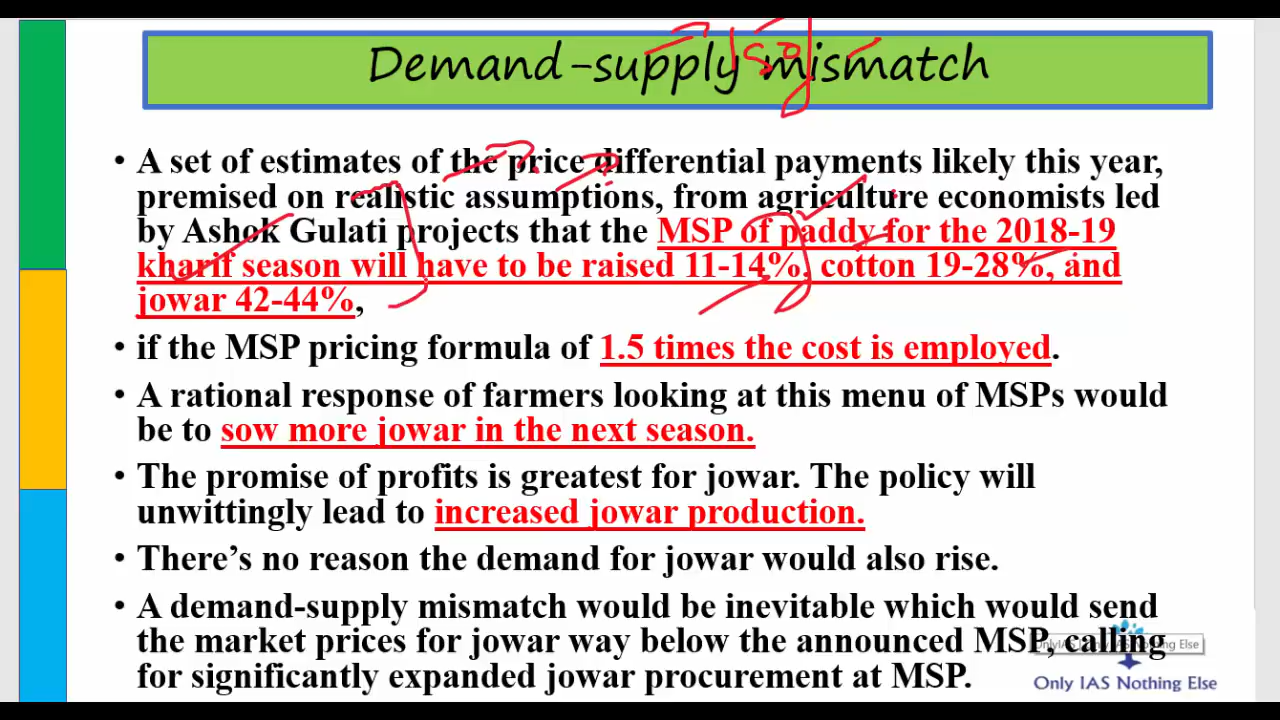 Demand-supply mismatch
• A set of estimates of the price differential payments likely this year,
premised on realistic assumptions, from agriculture economists led
by Ashok Gulati projects that the MSP of paddy for the 2018-19
kharif season will have to be raised 11-14%, cotton 19-28%, and
jowar 42-44%,
• if the MSP pricing formula of 1.5 times the cost is employed.
• A rational response of farmers looking at this menu of MSPs would
be to sow more jowar in the next season.
• The promise of profits is greatest for jowar. The policy will
unwittingly lead to increased jowar production.
• There’s no reason the demand for jowar would also rise.
• A demand-supply mismatch would be inevitable which would send
the market prices for jowar way below the announced MSP, calling
for significantly expanded jowar procurement at MSP.
Only IAS Nothing Else